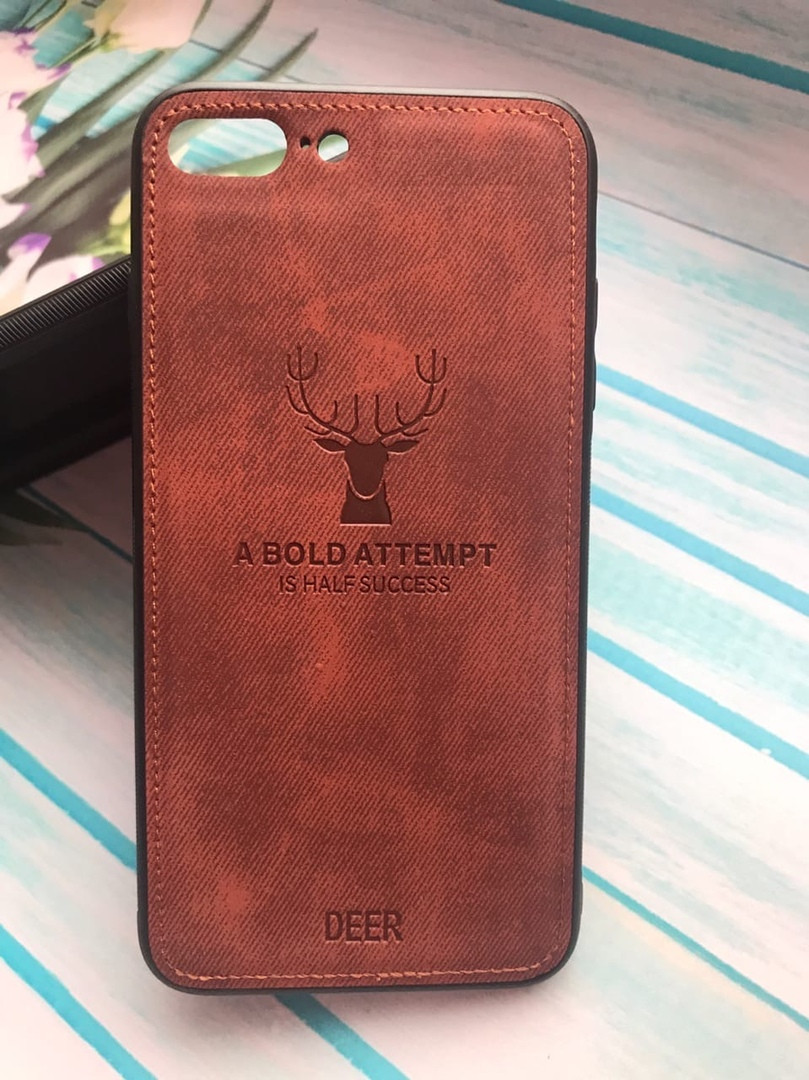 A BOLD ATTEMPT
IS HALF SUCCESS
DEER